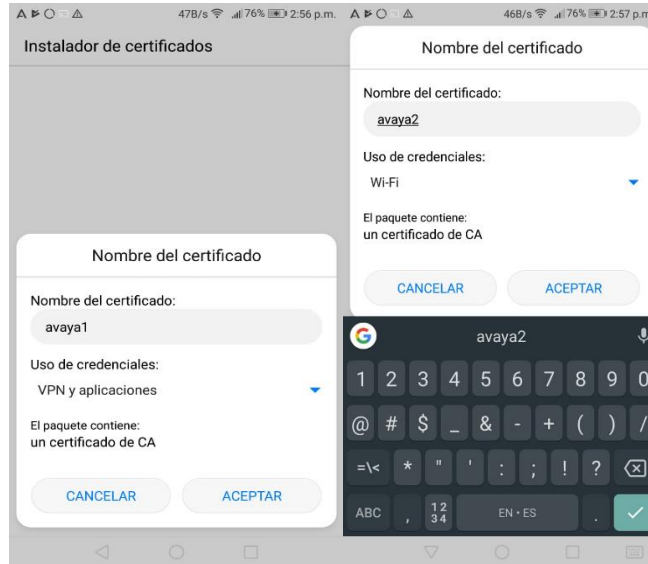 47B/s 76% 2:56 p.m.
Instalador de certificados
Nombre del certificado
Nombre del certificado:
avaya1
Uso de credenciales:
VPN y aplicaciones
El paquete contiene:
un certificado de CA
CANCELAR ACEPTAR
46B/s 76% 2:57 p.m
Nombre del certificado
Nombre del certificado:
avaya2
Uso de credenciales:
Wi-Fi
El paquete contiene:
un certificado de CA
CANCELAR ACEPTAR
G avaya2
1 2 3 4 5 6 7 8 9 0
@ # $ _ & - + ( ) /
=\< * " ' : ; ! ? 
ABC , 12 34 EN • ES .